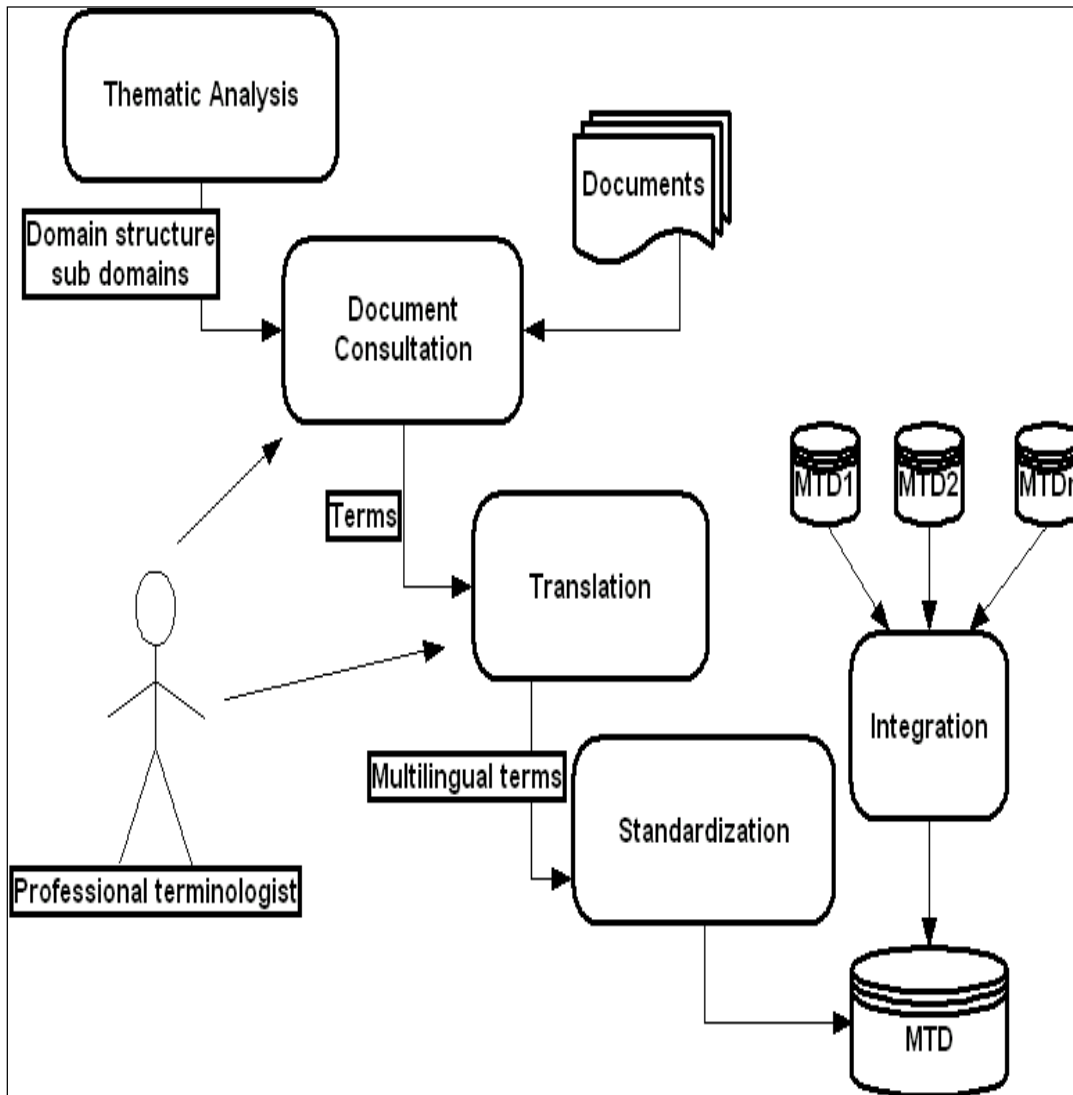 Thematic Analysis
Documents
Domain structure
sub domains
Document
Consultation
MTD1
MTD2
Terms
Translation
Integration
Multilingual terms
Standardization
Professional terminologist
MTD